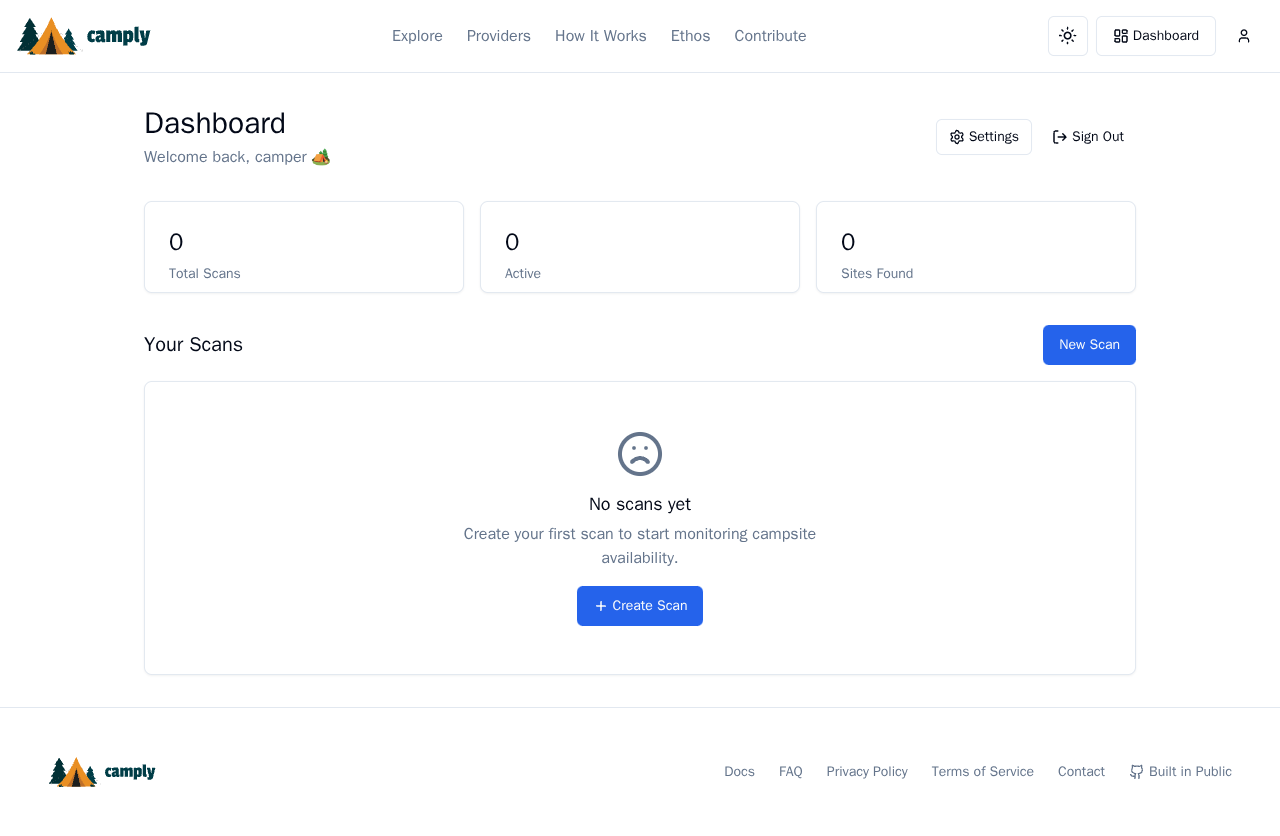 camply
Explore
Providers
How It Works
Ethos
Contribute
Dashboard
Dashboard
Welcome back, camper 🏕️
Settings
Sign Out
0
Total Scans
0
Active
0
Sites Found
Your Scans
New Scan
No scans yet
Create your first scan to start monitoring campsite
availability.
Create Scan
camply
Docs
FAQ
Privacy Policy
Terms of Service
Contact
Built in Public